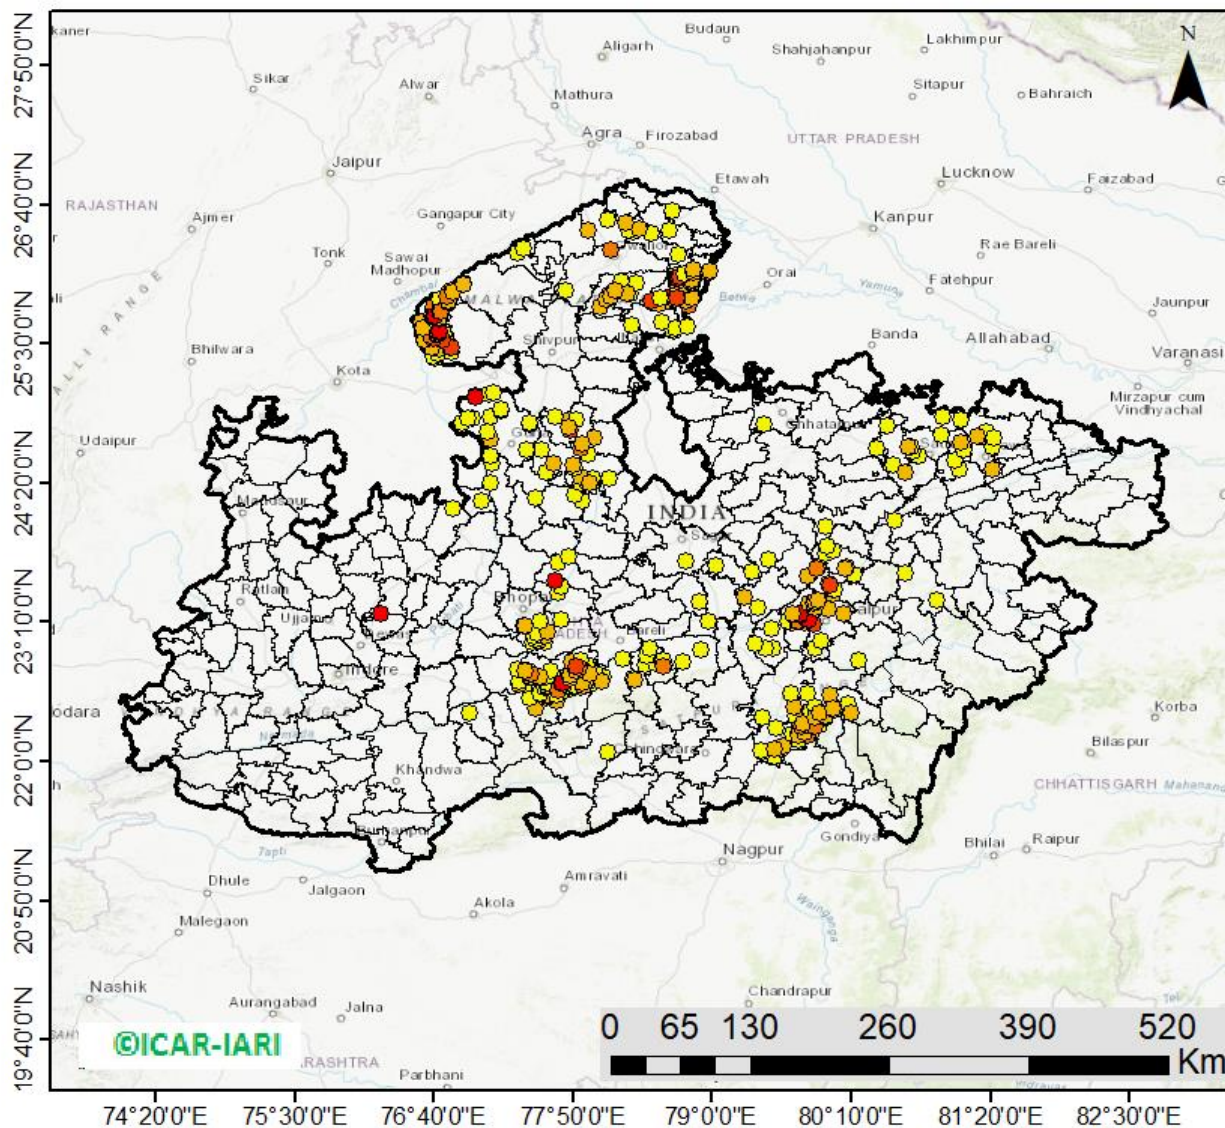 27°50'0"N
26°40'0"N
25°30'0"N
24°20'0"N
23°10'0"N
22°0'0"N
20°50'0"N
19°40'0"N
Budaun
Lakhimpur
Aligarh
Shahjahanpur
Sikar
Alwar
Mathura
Sitapur
Bahraich
N
Agra
Firozabad
UTTAR PRADESH
Jaipur
Etawah
Lucknow
Faizabad
RAJASTHAN
Ajmer
Gangapur City
Kanpur
Tonk
Sawai
Madhopur
Rae Bareli
Orai
Fatehpur
Chambal
Yamuna
Betwa
Jaunpur
Shivpuri
Banda
Allahabad
Bhilwara
Varanasi
Kota
Mirzapur cum
Vindhyachal
Udaipur
INDIA
Sagar
Ratlam
Bareli
Indore
Korba
Chhindwara
Bilaspur
Khandwa
CHHATTISGARH
Burhanpur
Gondiya
Raipur
Bhilai
Tapti
Nagpur
Dhule
Jalgaon
Amravati
Akola
Malegaon
Wainganga
Nashik
Aurangabad
Jalna
Chandrapur
Parbhani
©ICAR-IARI
0 65 130 260 390 520
Km
74°20'0"E 75°30'0"E 76°40'0"E 77°50'0"E 79°0'0"E 80°10'0"E 81°20'0"E 82°30'0"E